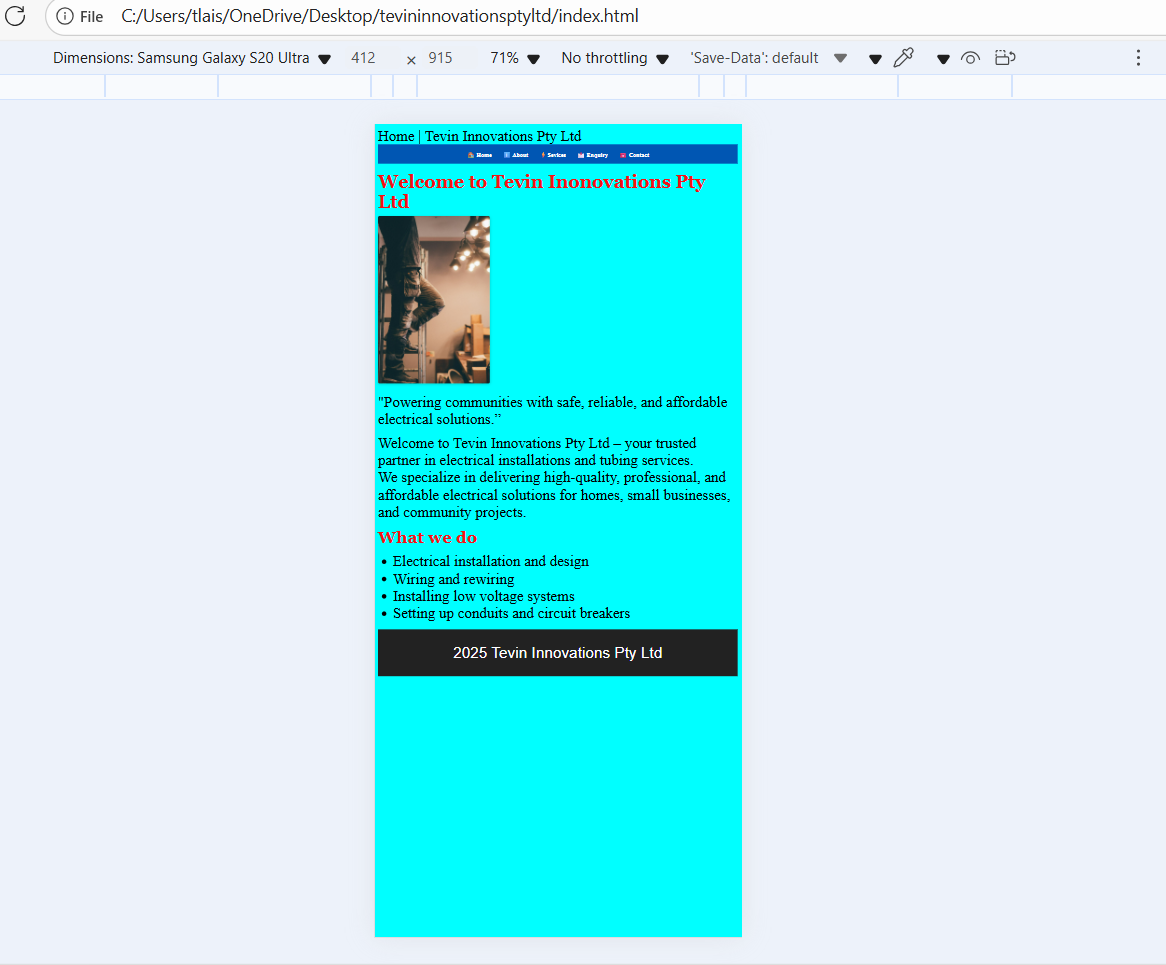 File C:/Users/tlais/OneDrive/Desktop/tevininnovationsptyltd/index.html
Dimensions: Samsung Galaxy S20 Ultra 412 × 915 71% No throttling 'Save-Data': default
Home | Tevin Innovations Pty Ltd
Home About Sevices Enquiry Contact
Welcome to Tevin Inonovations Pty
Ltd
"Powering communities with safe, reliable, and affordable
electrical solutions.”
Welcome to Tevin Innovations Pty Ltd – your trusted
partner in electrical installations and tubing services.
We specialize in delivering high-quality, professional, and
affordable electrical solutions for homes, small businesses,
and community projects.
What we do
• Electrical installation and design
• Wiring and rewiring
• Installing low voltage systems
• Setting up conduits and circuit breakers
2025 Tevin Innovations Pty Ltd